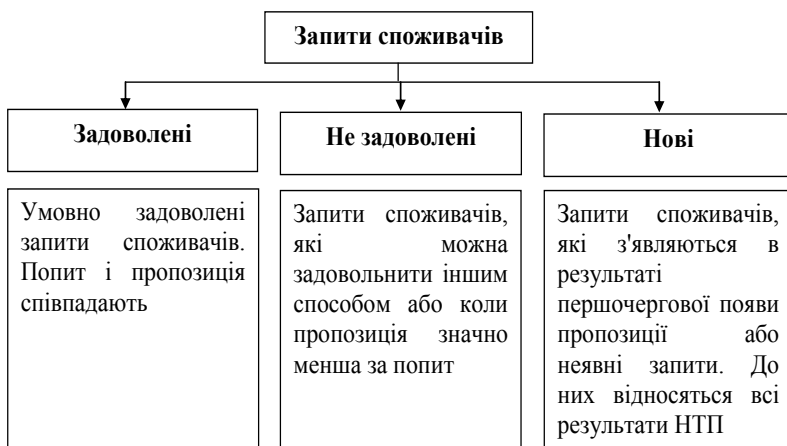 Запити споживачів
Задоволені
Не задоволені
Нові
Умовно задоволені
запити споживачів.
Попит і пропозиція
співпадають
Запити споживачів,
які можна
задовольнити іншим
способом або коли
пропозиція значно
менша за попит
Запити споживачів,
які з'являються в
результаті
першочергової появи
пропозиції або
неявні запити. До
них відносяться всі
результати НТП